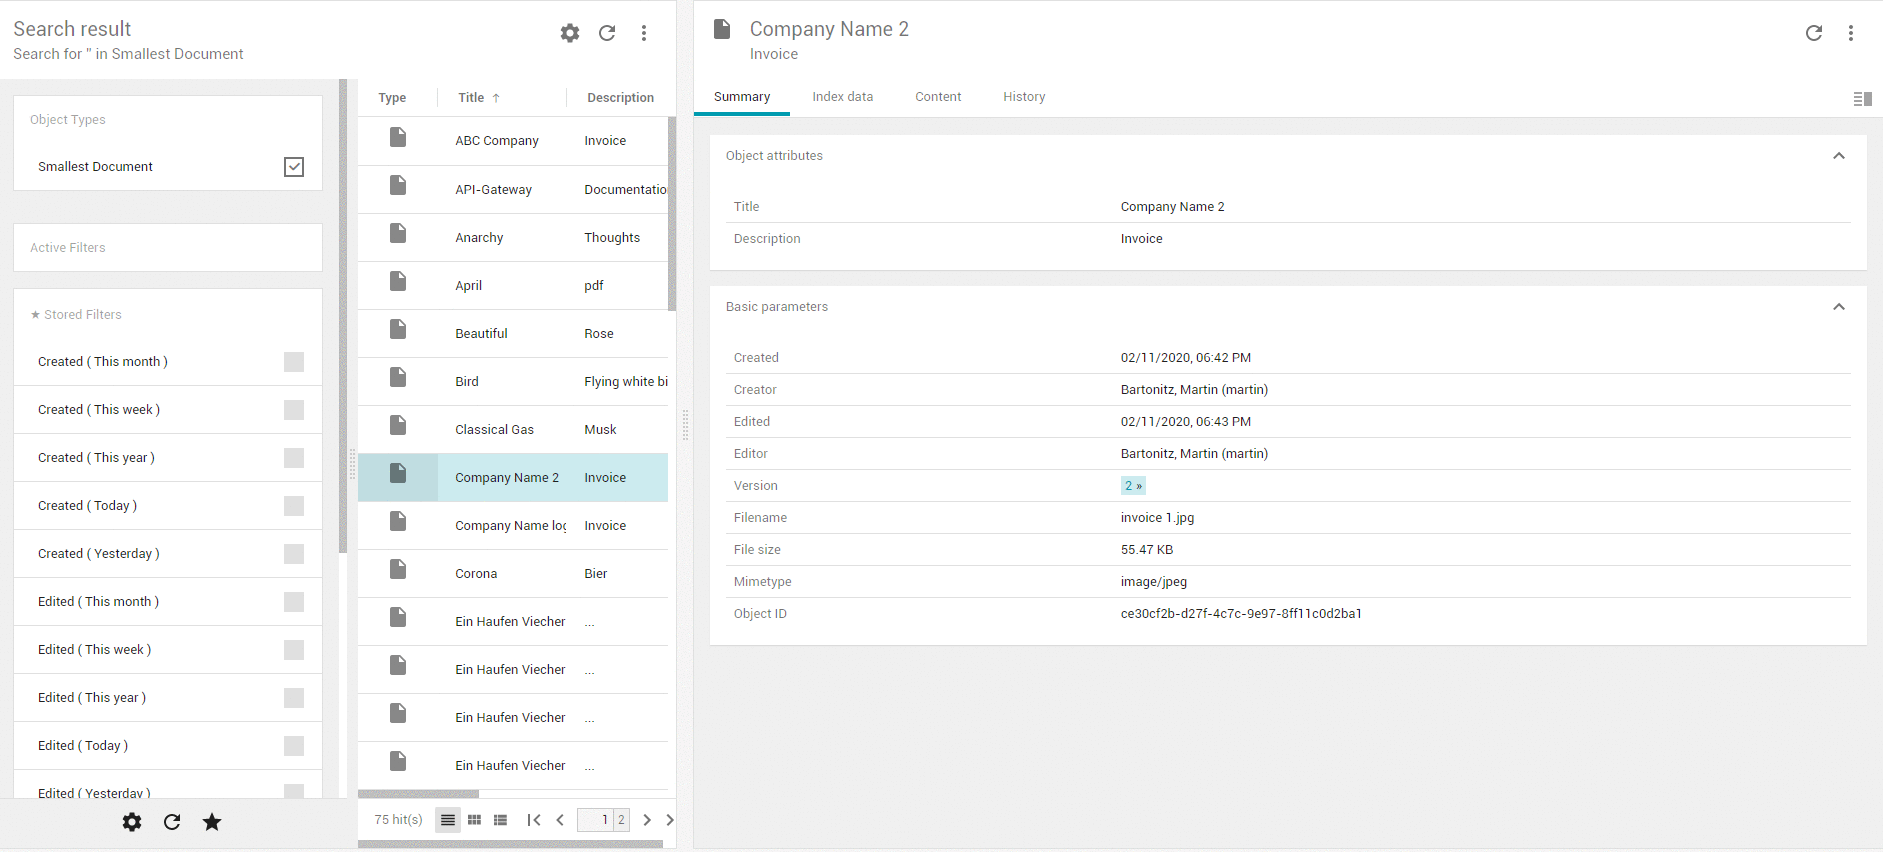 Search result
Search for '' in Smallest Document
Object Types
Smallest Document
Active Filters
★ Stored Filters
Created ( This month )
Created ( This week )
Created ( This year )
Created ( Today )
Created ( Yesterday )
Edited ( This month )
Edited ( This week )
Edited ( This year )
Edited ( Today )
Edited ( Yesterday )
Type Title ↑ Description
ABC Company Invoice
API-Gateway Documentatio
Anarchy Thoughts
April pdf
Beautiful Rose
Bird Flying white bi
Classical Gas Musk
Company Name 2 Invoice
Company Name log Invoice
Corona Bier
Ein Haufen Viecher ...
Ein Haufen Viecher ...
Ein Haufen Viecher ...
Ein Haufen Viecher ...
75 hit(s) 1 2
Company Name 2
Invoice
Summary Index data Content History
Object attributes
Title Company Name 2
Description Invoice
Basic parameters
Created 02/11/2020, 06:42 PM
Creator Bartonitz, Martin (martin)
Edited 02/11/2020, 06:43 PM
Editor Bartonitz, Martin (martin)
Version 2 »
Filename invoice 1.jpg
File size 55.47 KB
Mimetype image/jpeg
Object ID ce30cf2b-d27f-4c7c-9e97-8ff11c0d2ba1